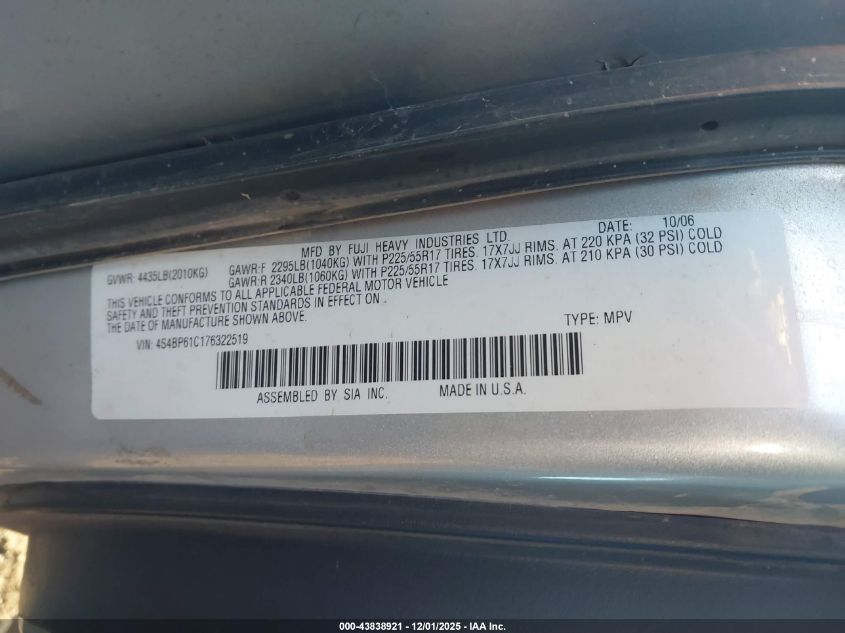 MFD BY FUJI HEAVY INDUSTRIES LTD. DATE: 10/06
GVWR: 4435LB(2010KG) GAWR:F 2295LB(1040KG) WITH P225/55R17 TIRES. 17X7JJ RIMS. AT 220 KPA (32 PSI) COLD
GAWR:R 2340LB(1060KG) WITH P225/55R17 TIRES. 17X7JJ RIMS. AT 210 KPA (30 PSI) COLD
THIS VEHICLE CONFORMS TO ALL APPLICABLE FEDERAL MOTOR VEHICLE
SAFETY AND THEFT PREVENTION STANDARDS IN EFFECT ON
THE DATE OF MANUFACTURE SHOWN ABOVE.
VIN: 4S4BP61C176322519 TYPE: MPV
ASSEMBLED BY SIA INC. MADE IN U.S.A.
000-43838921 - 12/01/2025 - IAA Inc.